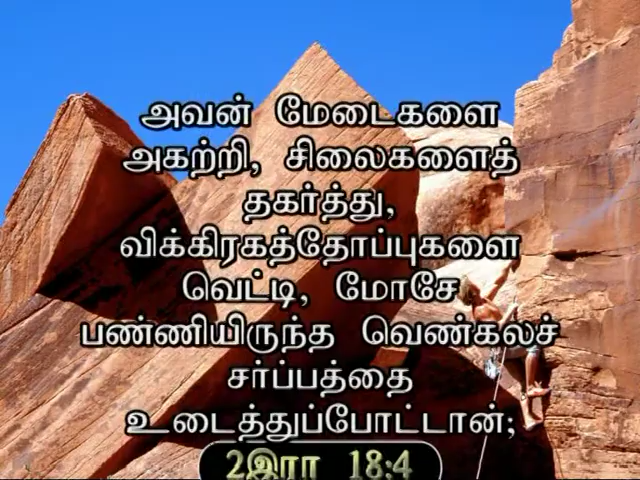 அவன் மேடைகளை
அகற்றி, சிலைகளைத்
தகர்த்து,
விக்கிரகத்தோப்புகளை
வெட்டி, மோசே
பண்ணியிருந்த வெண்கலச்
சர்ப்பத்தை
உடைத்துப்போட்டான்;
2இரா 18:4